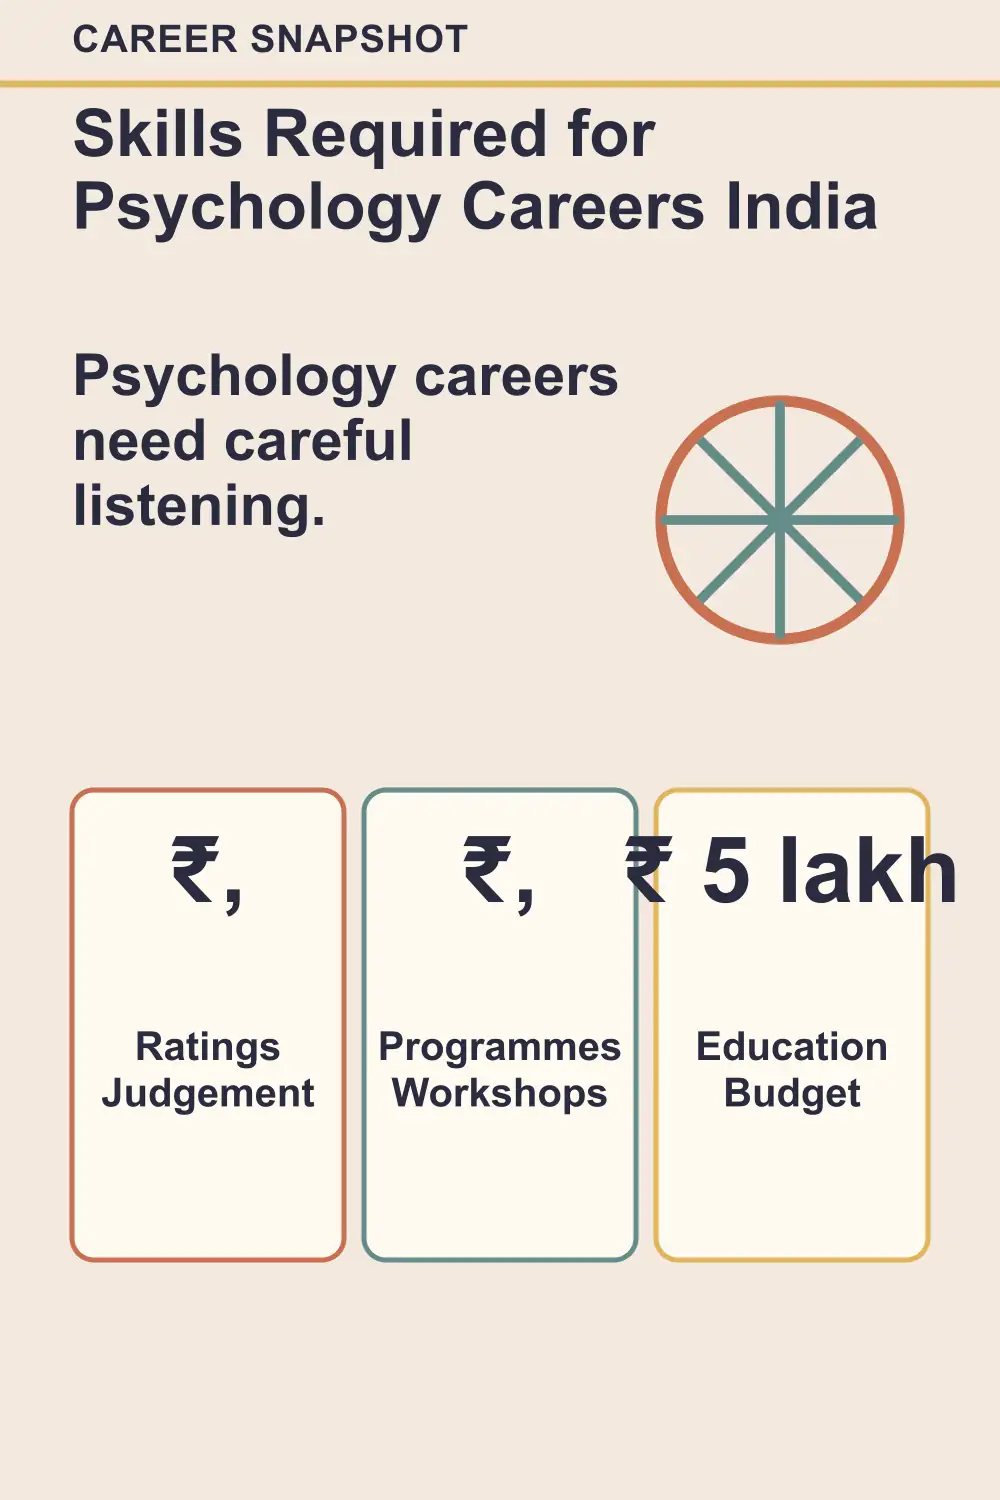 CAREER SNAPSHOT
Skills Required for
Psychology Careers India
Psychology careers
need careful
listening.
₹,
Ratings
Judgement
₹,
Programmes
Workshops
₹ 5 lakh
Education
Budget